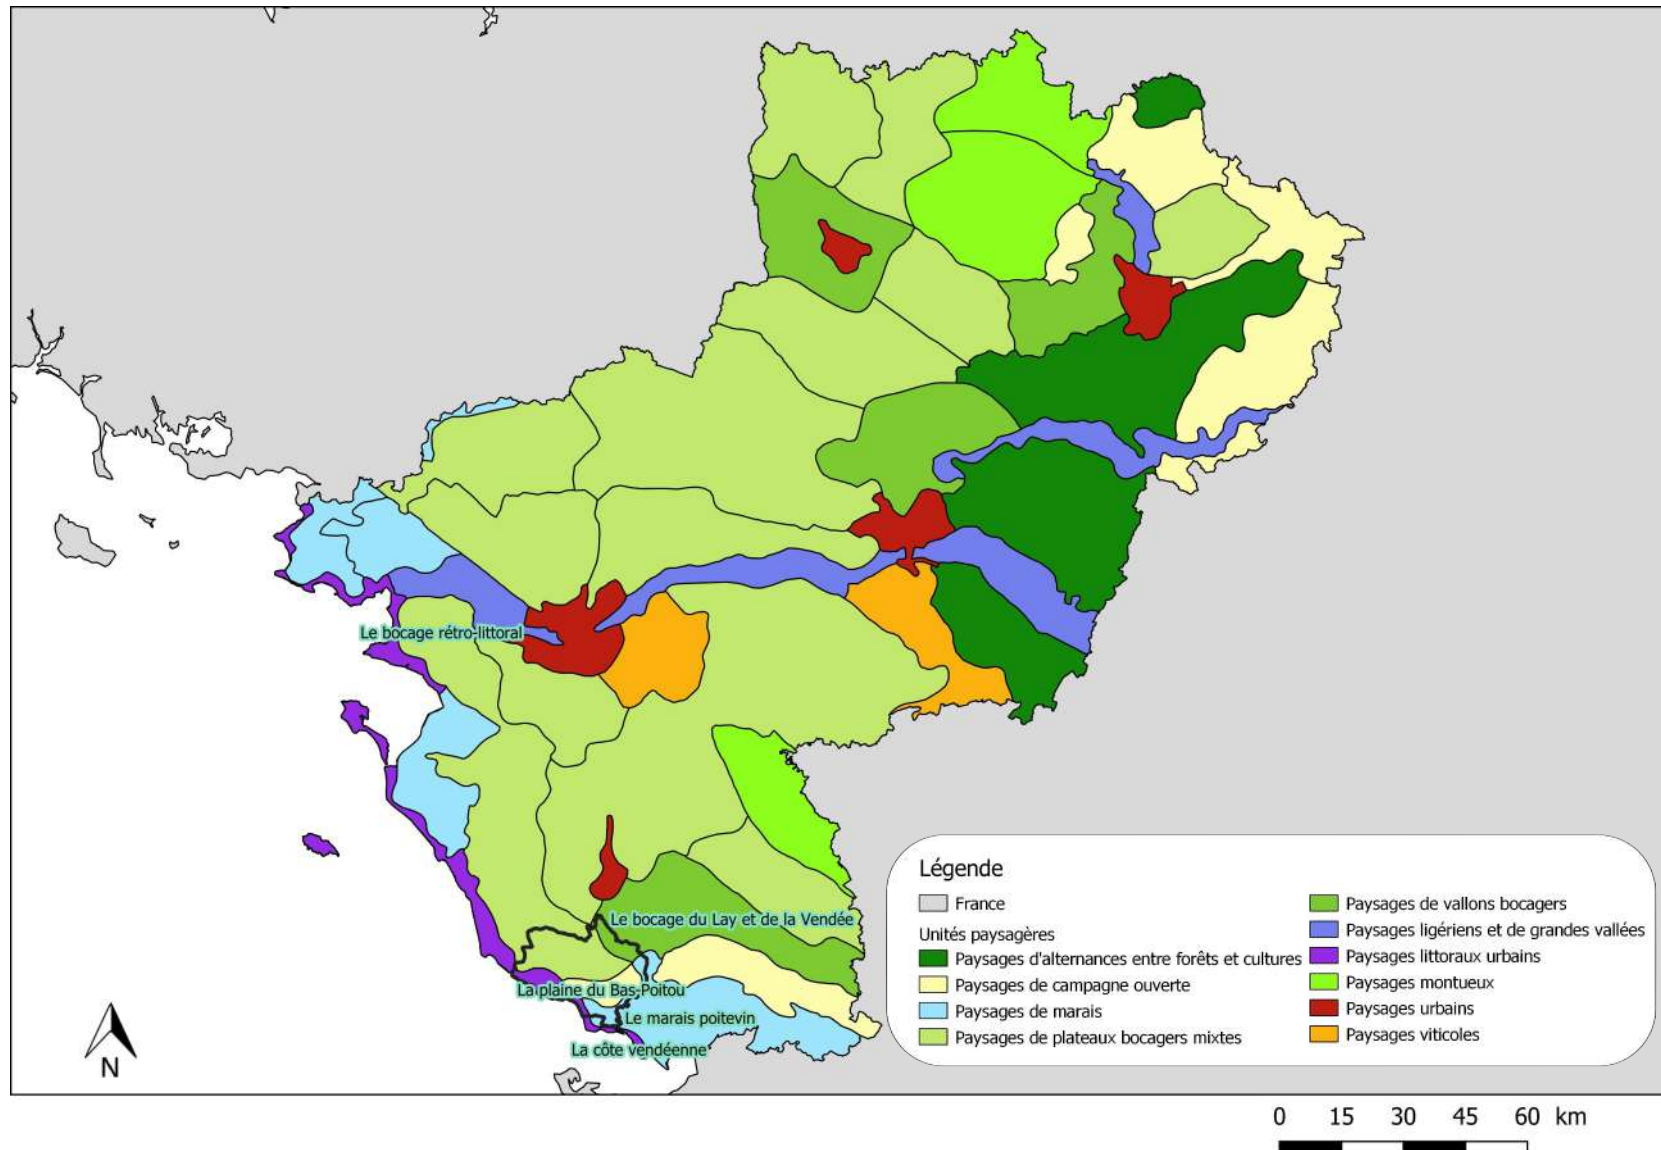 Le bocage rétro-littoral
Le bocage du Lay et de la Vendée
La plaine du Bas-Poitou
Le marais poitevin
La côte vendéenne
N
Légende
France
Unités paysagères
Paysages d'alternances entre forêts et cultures
Paysages de campagne ouverte
Paysages de marais
Paysages de plateaux bocagers mixtes
Paysages de vallons bocagers
Paysages ligériens et de grandes vallées
Paysages littoraux urbains
Paysages montueux
Paysages urbains
Paysages viticoles
0 15 30 45 60 km